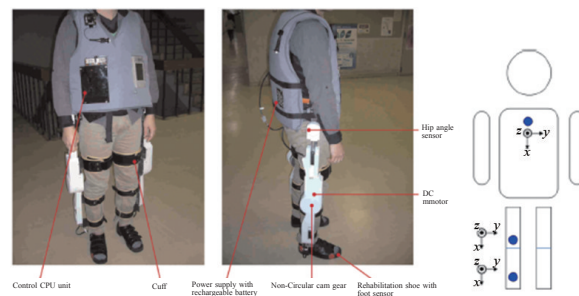 Hip angle
sensor
DC
mmotor
Control CPU unit
Cuff
Power supply with
rechargeable battery
Non-Circular cam gear
Rehabilitation shoe with
foot sensor
z
y
x
z
y
x
z
y
x